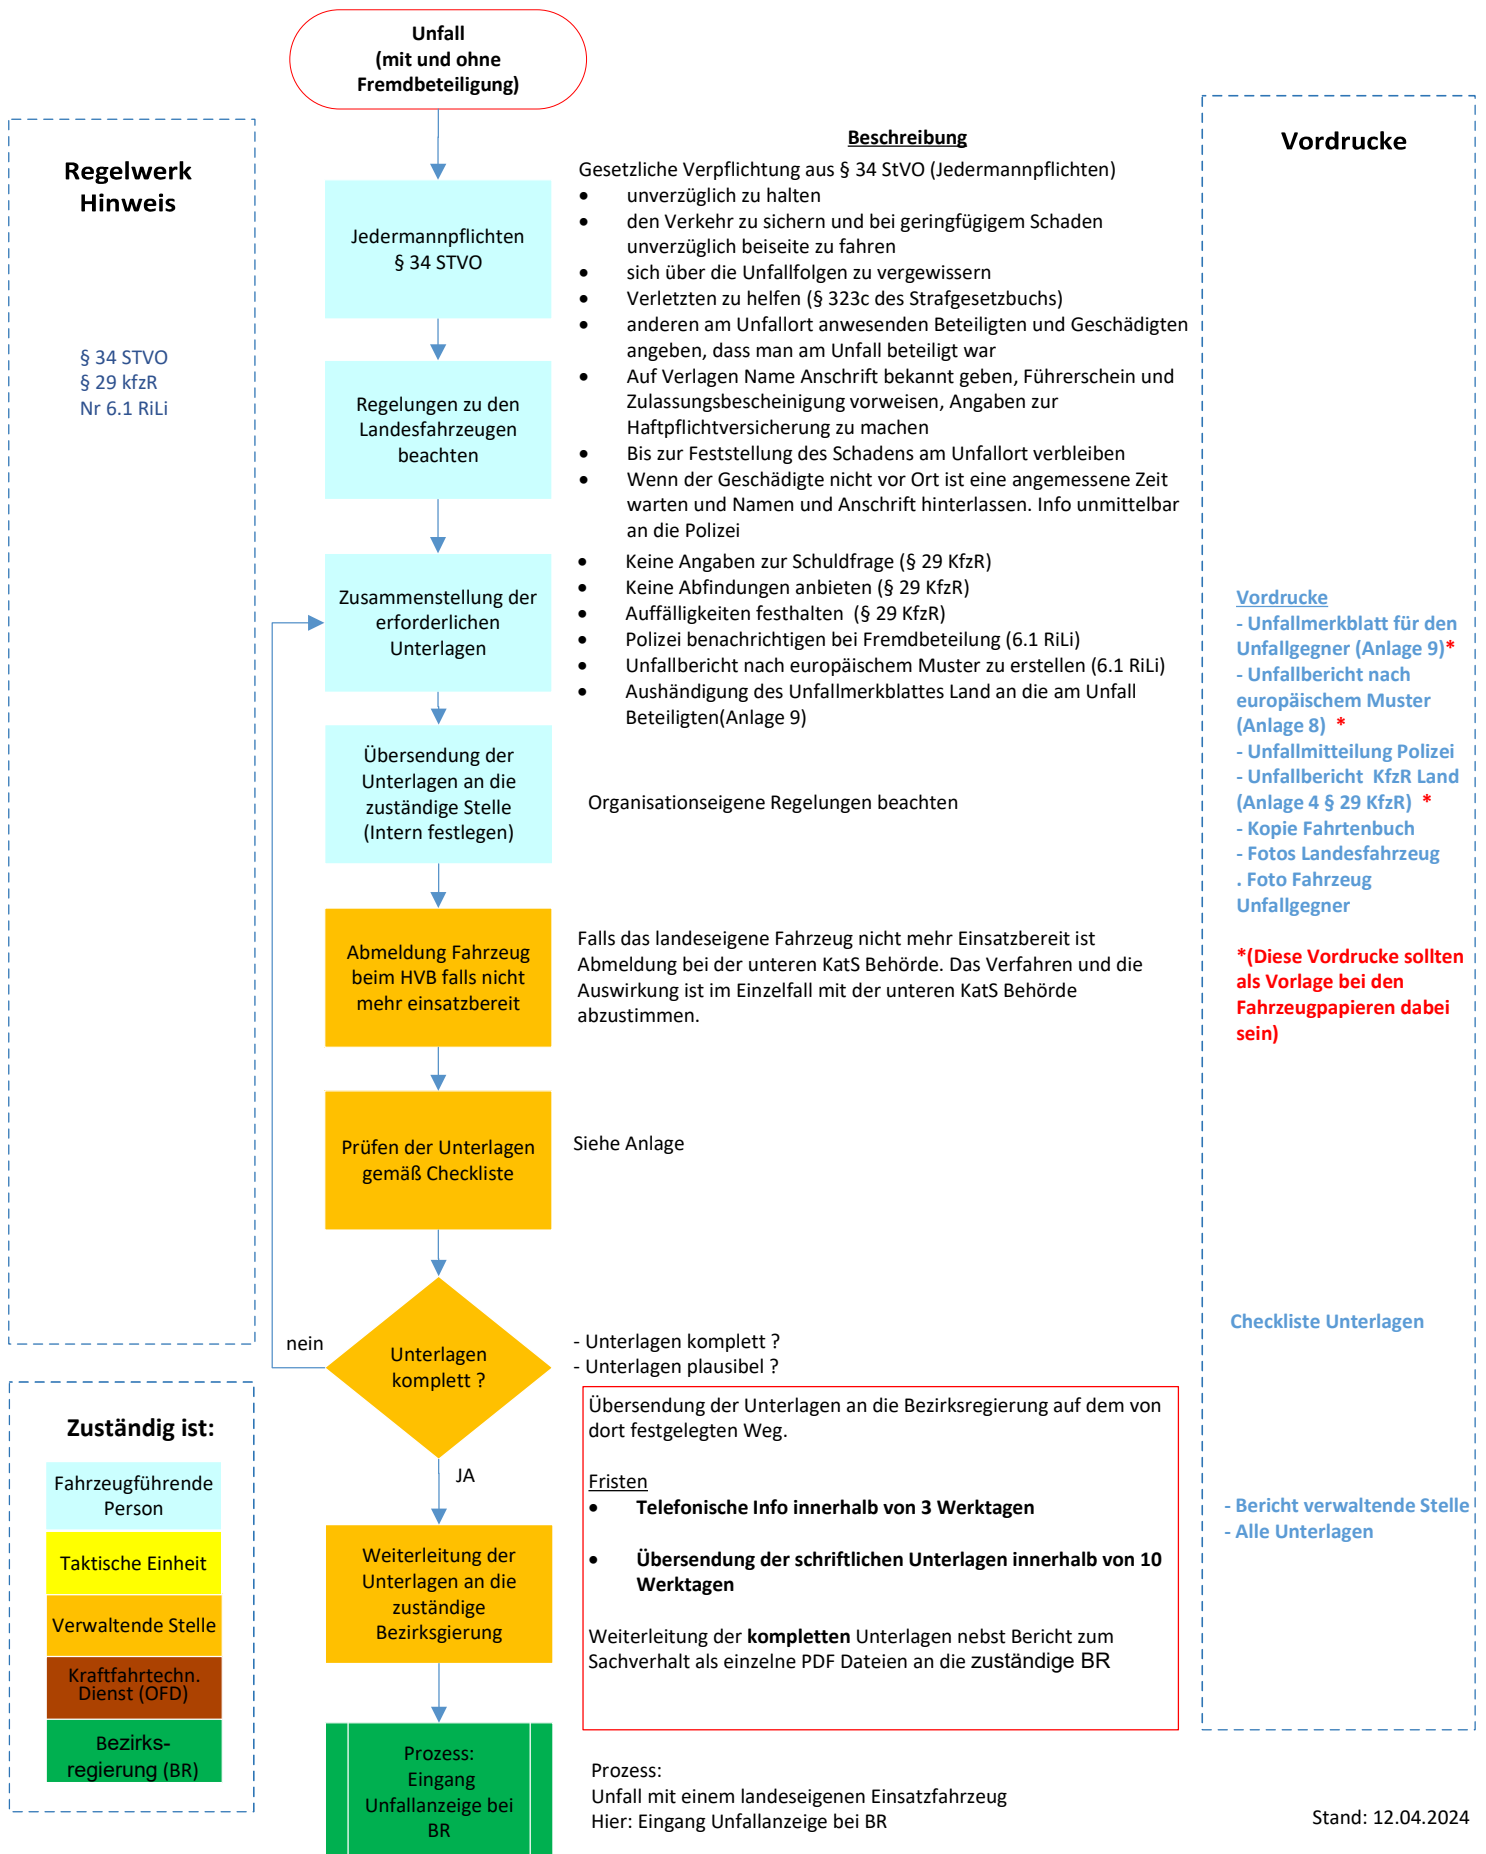 Unfall
(mit und ohne
Fremdbeteiligung)
Regelwerk
Hinweis
§ 34 STVO
§ 29 kfzR
Nr 6.1 RiLi
Jedermannpflichten
§ 34 STVO
Regelungen zu den
Landesfahrzeugen
beachten
Zusammenstellung der
erforderlichen
Unterlagen
Übersendung der
Unterlagen an die
zuständige Stelle
(Intern festlegen)
Abmeldung Fahrzeug
beim HVB falls nicht
mehr einsatzbereit
Prüfen der Unterlagen
gemäß Checkliste
nein
Unterlagen
komplett ?
JA
Weiterleitung der
Unterlagen an die
zuständige
Bezirksgierung
Prozess:
Eingang
Unfallanzeige bei
BR
Beschreibung
Gesetzliche Verpflichtung aus § 34 StVO (Jedermannpflichten)
• unverzüglich zu halten
• den Verkehr zu sichern und bei geringfügigem Schaden
unverzüglich beiseite zu fahren
• sich über die Unfallfolgen zu vergewissern
• Verletzten zu helfen (§ 323c des Strafgesetzbuchs)
• anderen am Unfallort anwesenden Beteiligten und Geschädigten
angeben, dass man am Unfall beteiligt war
• Auf Verlagen Name Anschrift bekannt geben, Führerschein und
Zulassungsbescheinigung vorweisen, Angaben zur
Haftpflichtversicherung zu machen
• Bis zur Feststellung des Schadens am Unfallort verbleiben
• Wenn der Geschädigte nicht vor Ort ist eine angemessene Zeit
warten und Namen und Anschrift hinterlassen. Info unmittelbar
an die Polizei
• Keine Angaben zur Schuldfrage (§ 29 KfzR)
• Keine Abfindungen anbieten (§ 29 KfzR)
• Auffälligkeiten festhalten (§ 29 KfzR)
• Polizei benachrichtigen bei Fremdbeteilung (6.1 RiLi)
• Unfallbericht nach europäischem Muster zu erstellen (6.1 RiLi)
• Aushändigung des Unfallmerkblattes Land an die am Unfall
Beteiligten(Anlage 9)
Organisationseigene Regelungen beachten
Falls das landeseigene Fahrzeug nicht mehr Einsatzbereit ist
Abmeldung bei der unteren KatS Behörde. Das Verfahren und die
Auswirkung ist im Einzelfall mit der unteren KatS Behörde
abzustimmen.
Siehe Anlage
- Unterlagen komplett ?
- Unterlagen plausibel ?
Übersendung der Unterlagen an die Bezirksregierung auf dem von
dort festgelegten Weg.
Fristen
• Telefonische Info innerhalb von 3 Werktagen
• Übersendung der schriftlichen Unterlagen innerhalb von 10
Werktagen
Weiterleitung der kompletten Unterlagen nebst Bericht zum
Sachverhalt als einzelne PDF Dateien an die zuständige BR
Prozess:
Unfall mit einem landeseigenen Einsatzfahrzeug
Hier: Eingang Unfallanzeige bei BR
Vordrucke
Vordrucke
- Unfallmerkblatt für den
Unfallgegner (Anlage 9)*
- Unfallbericht nach
europäischem Muster
(Anlage 8) *
- Unfallmitteilung Polizei
- Unfallbericht KfzR Land
(Anlage 4 § 29 KfzR) *
- Kopie Fahrtenbuch
- Fotos Landesfahrzeug
. Foto Fahrzeug
Unfallgegner
*(Diese Vordrucke sollten
als Vorlage bei den
Fahrzeugpapieren dabei
sein)
Checkliste Unterlagen
- Bericht verwaltende Stelle
- Alle Unterlagen
Zuständig ist:
Fahrzeugführende
Person
Taktische Einheit
Verwaltende Stelle
Kraftfahrtechn.
Dienst (OFD)
Bezirks-
regierung (BR)
Stand: 12.04.2024